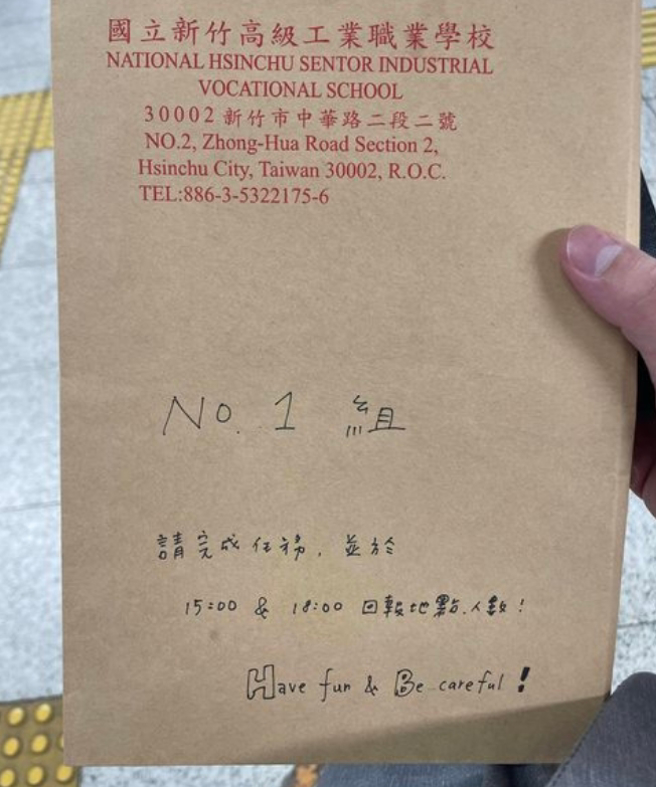 國立新竹高級工業職業學校
NATIONAL HSINCHU SENTOR INDUSTRIAL
VOCATIONAL SCHOOL
30002 新竹市中華路二段二號
NO.2, Zhong-Hua Road Section 2,
Hsinchu City, Taiwan 30002, R.O.C.
TEL:886-3-5322175-6
No. 1 組
請完成任務，並於
15:00 & 18:00 回報地點、人數！
Have fun & Be careful！